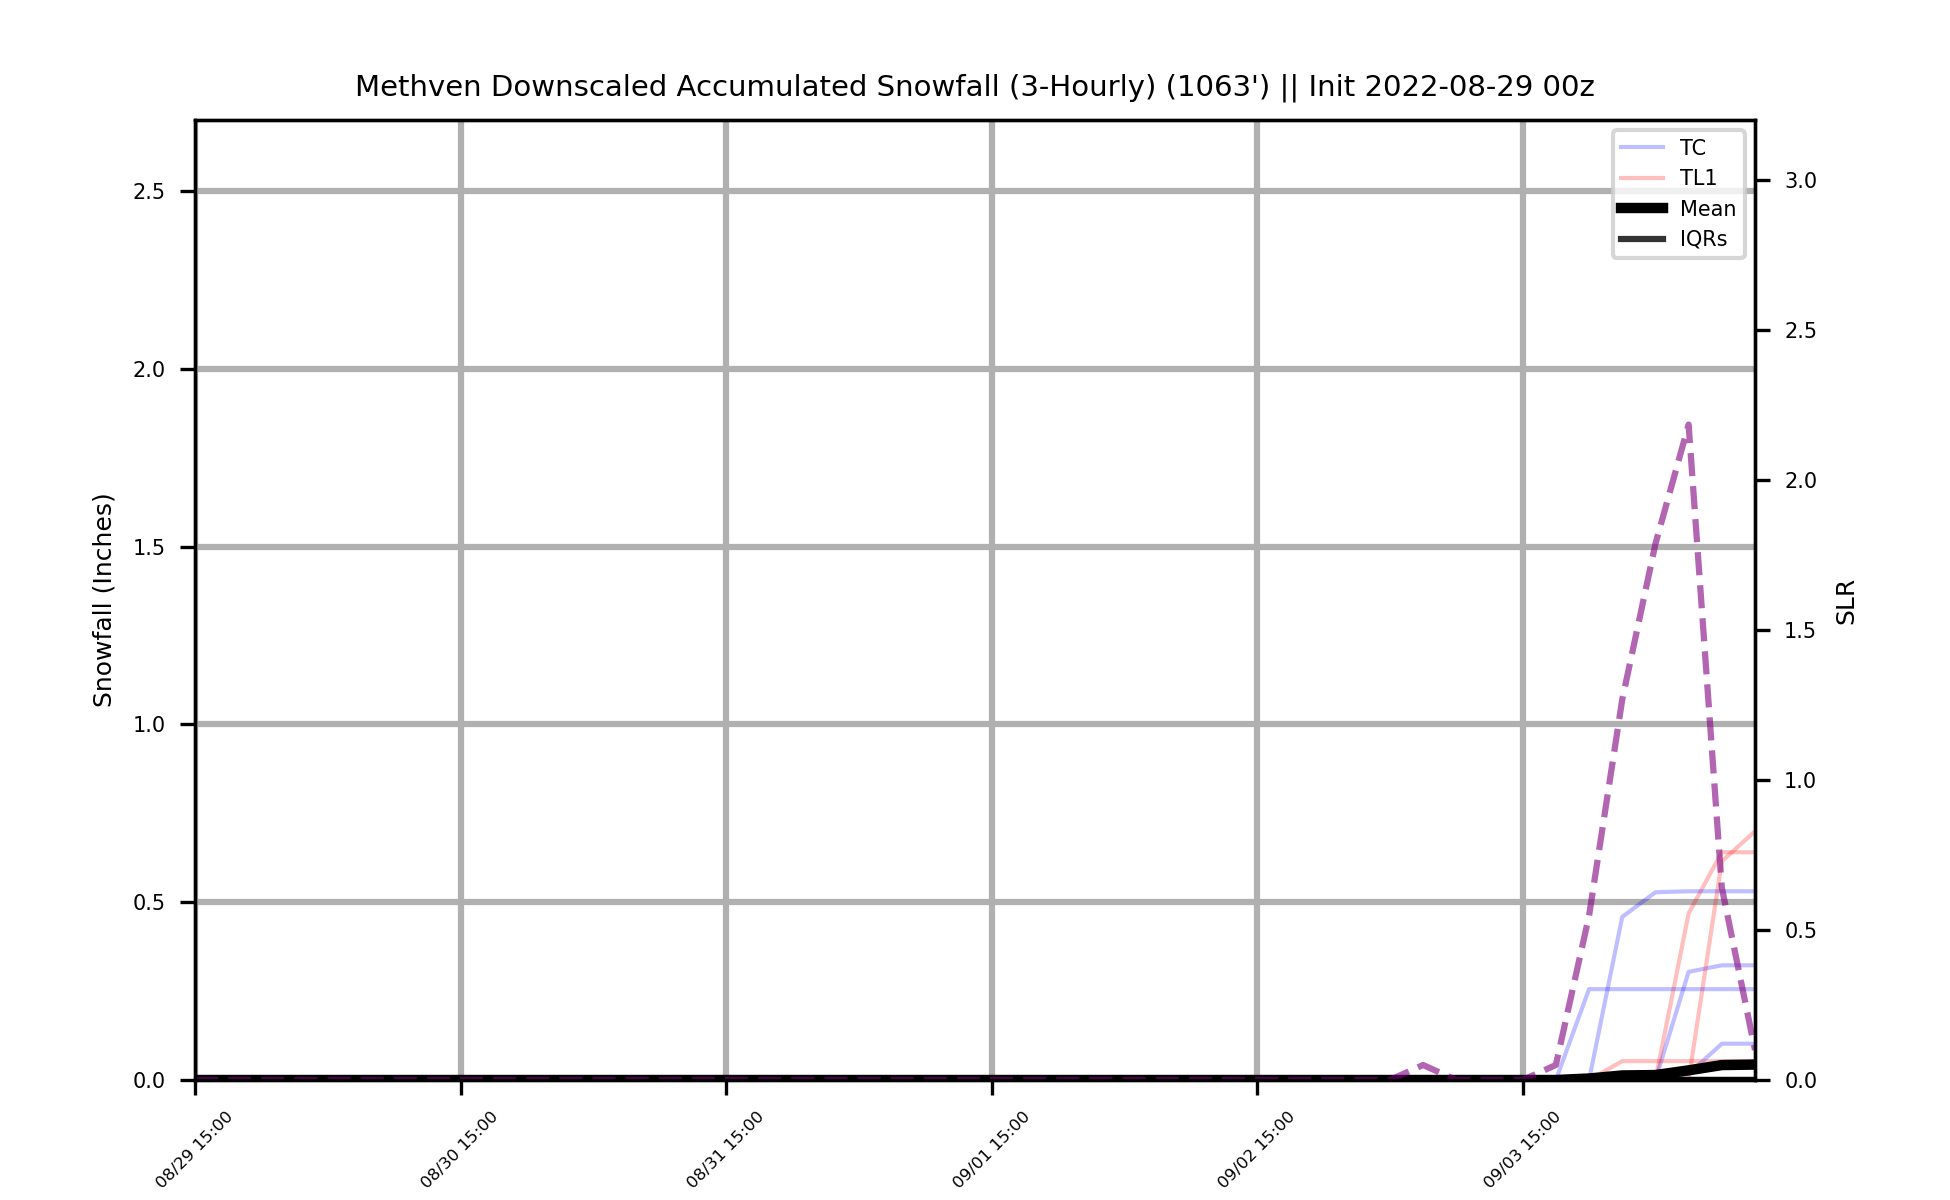 Methven Downscaled Accumulated Snowfall (3-Hourly) (1063') || Init 2022-08-29 00z
TC
TL1
Mean
IQRs
Snowfall (Inches)
2.5
2.0
1.5
1.0
0.5
0.0
3.0
2.5
2.0
1.5
1.0
0.5
0.0
SLR
08/29 15:00
08/30 15:00
08/31 15:00
09/01 15:00
09/02 15:00
09/03 15:00